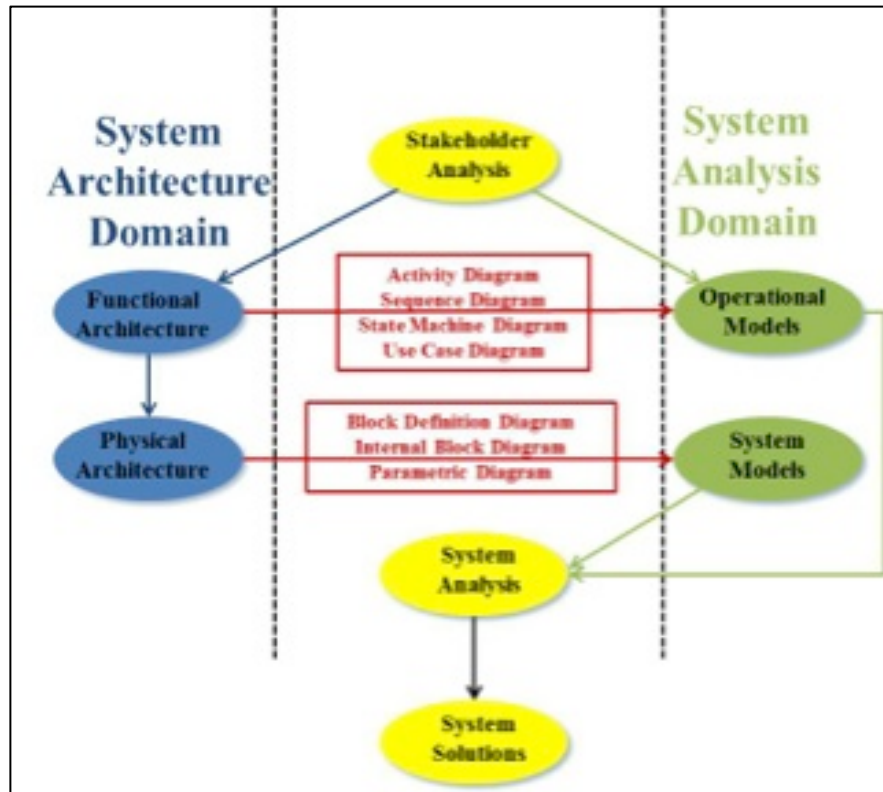 System
Architecture
Domain
Stakeholder
Analysis
System
Analysis
Domain
Functional
Architecture
Activity Diagram
Sequence Diagram
State Machine Diagram
Use Case Diagram
Operational
Models
Physical
Architecture
Block Definition Diagram
Internal Block Diagram
Parametric Diagram
System
Models
System
Analysis
System
Solutions